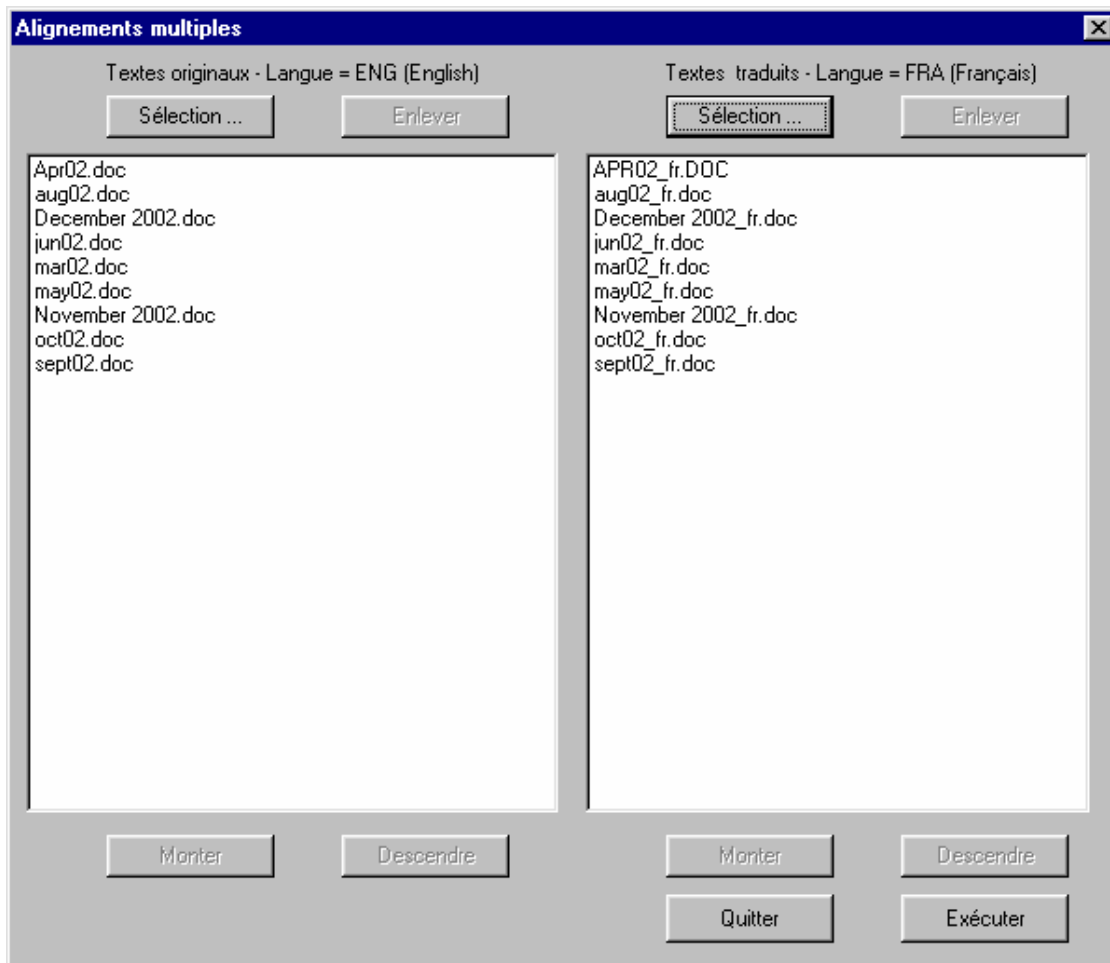 Alignements multiples
Textes originaux - Langue = ENG (English)
Sélection ...
Enlever
Apr02.doc
aug02.doc
December 2002.doc
jun02.doc
mar02.doc
may02.doc
November 2002.doc
oct02.doc
sept02.doc
Monter
Descendre
Textes traduits - Langue = FRA (Français)
Sélection ...
Enlever
APR02_fr.DOC
aug02_fr.doc
December 2002_fr.doc
jun02_fr.doc
mar02_fr.doc
may02_fr.doc
November 2002_fr.doc
oct02_fr.doc
sept02_fr.doc
Monter
Descendre
Quitter
Exécuter